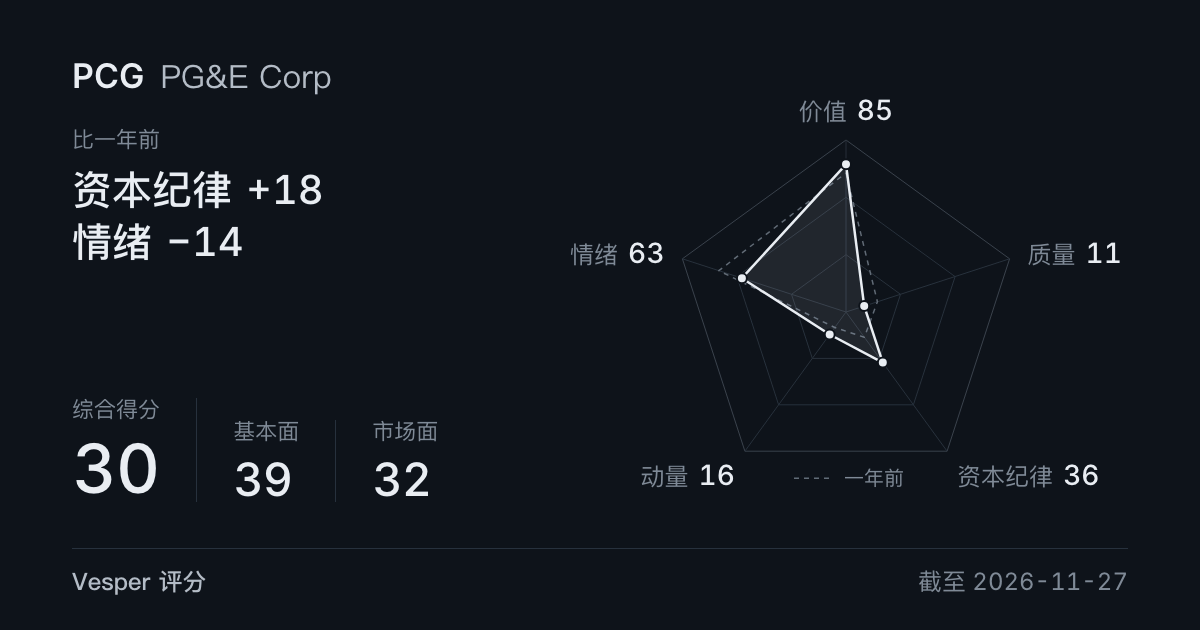 PCG PG&E Corp
比一年前
资本纪律 +18
情绪 −14
综合得分
30
基本面
39
市场面
32
价值 85
情绪 63
质量 11
动量 16
一年前
资本纪律 36
Vesper 评分
截至 2026-11-27